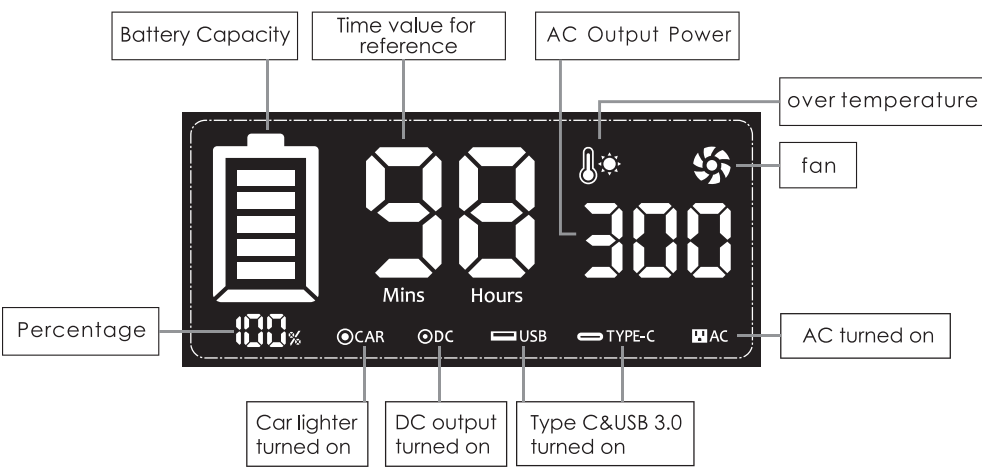 Battery Capacity
Time value for
reference
AC Output Power
over temperature
fan
98
300
Mins Hours
Percentage
100%
CAR
DC
USB
TYPE-C
AC
AC turned on
Car lighter
turned on
DC output
turned on
Type C&USB 3.0
turned on